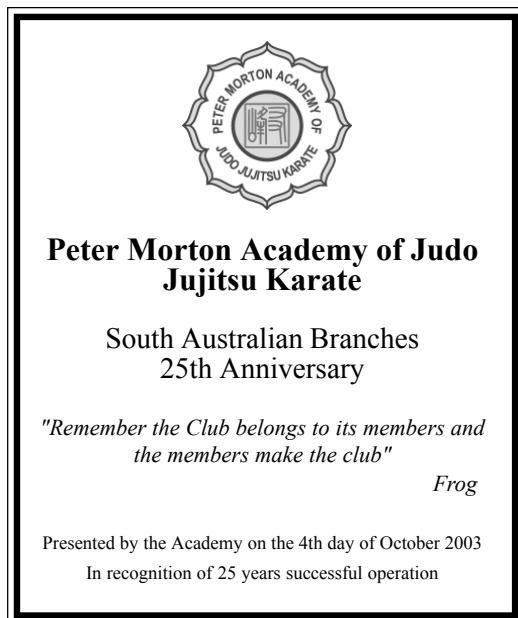 PETER MORTON ACADEMY OF
JUDO JUJITSU KARATE
Peter Morton Academy of Judo
Jujitsu Karate
South Australian Branches
25th Anniversary
"Remember the Club belongs to its members and
the members make the club"
Frog
Presented by the Academy on the 4th day of October 2003
In recognition of 25 years successful operation